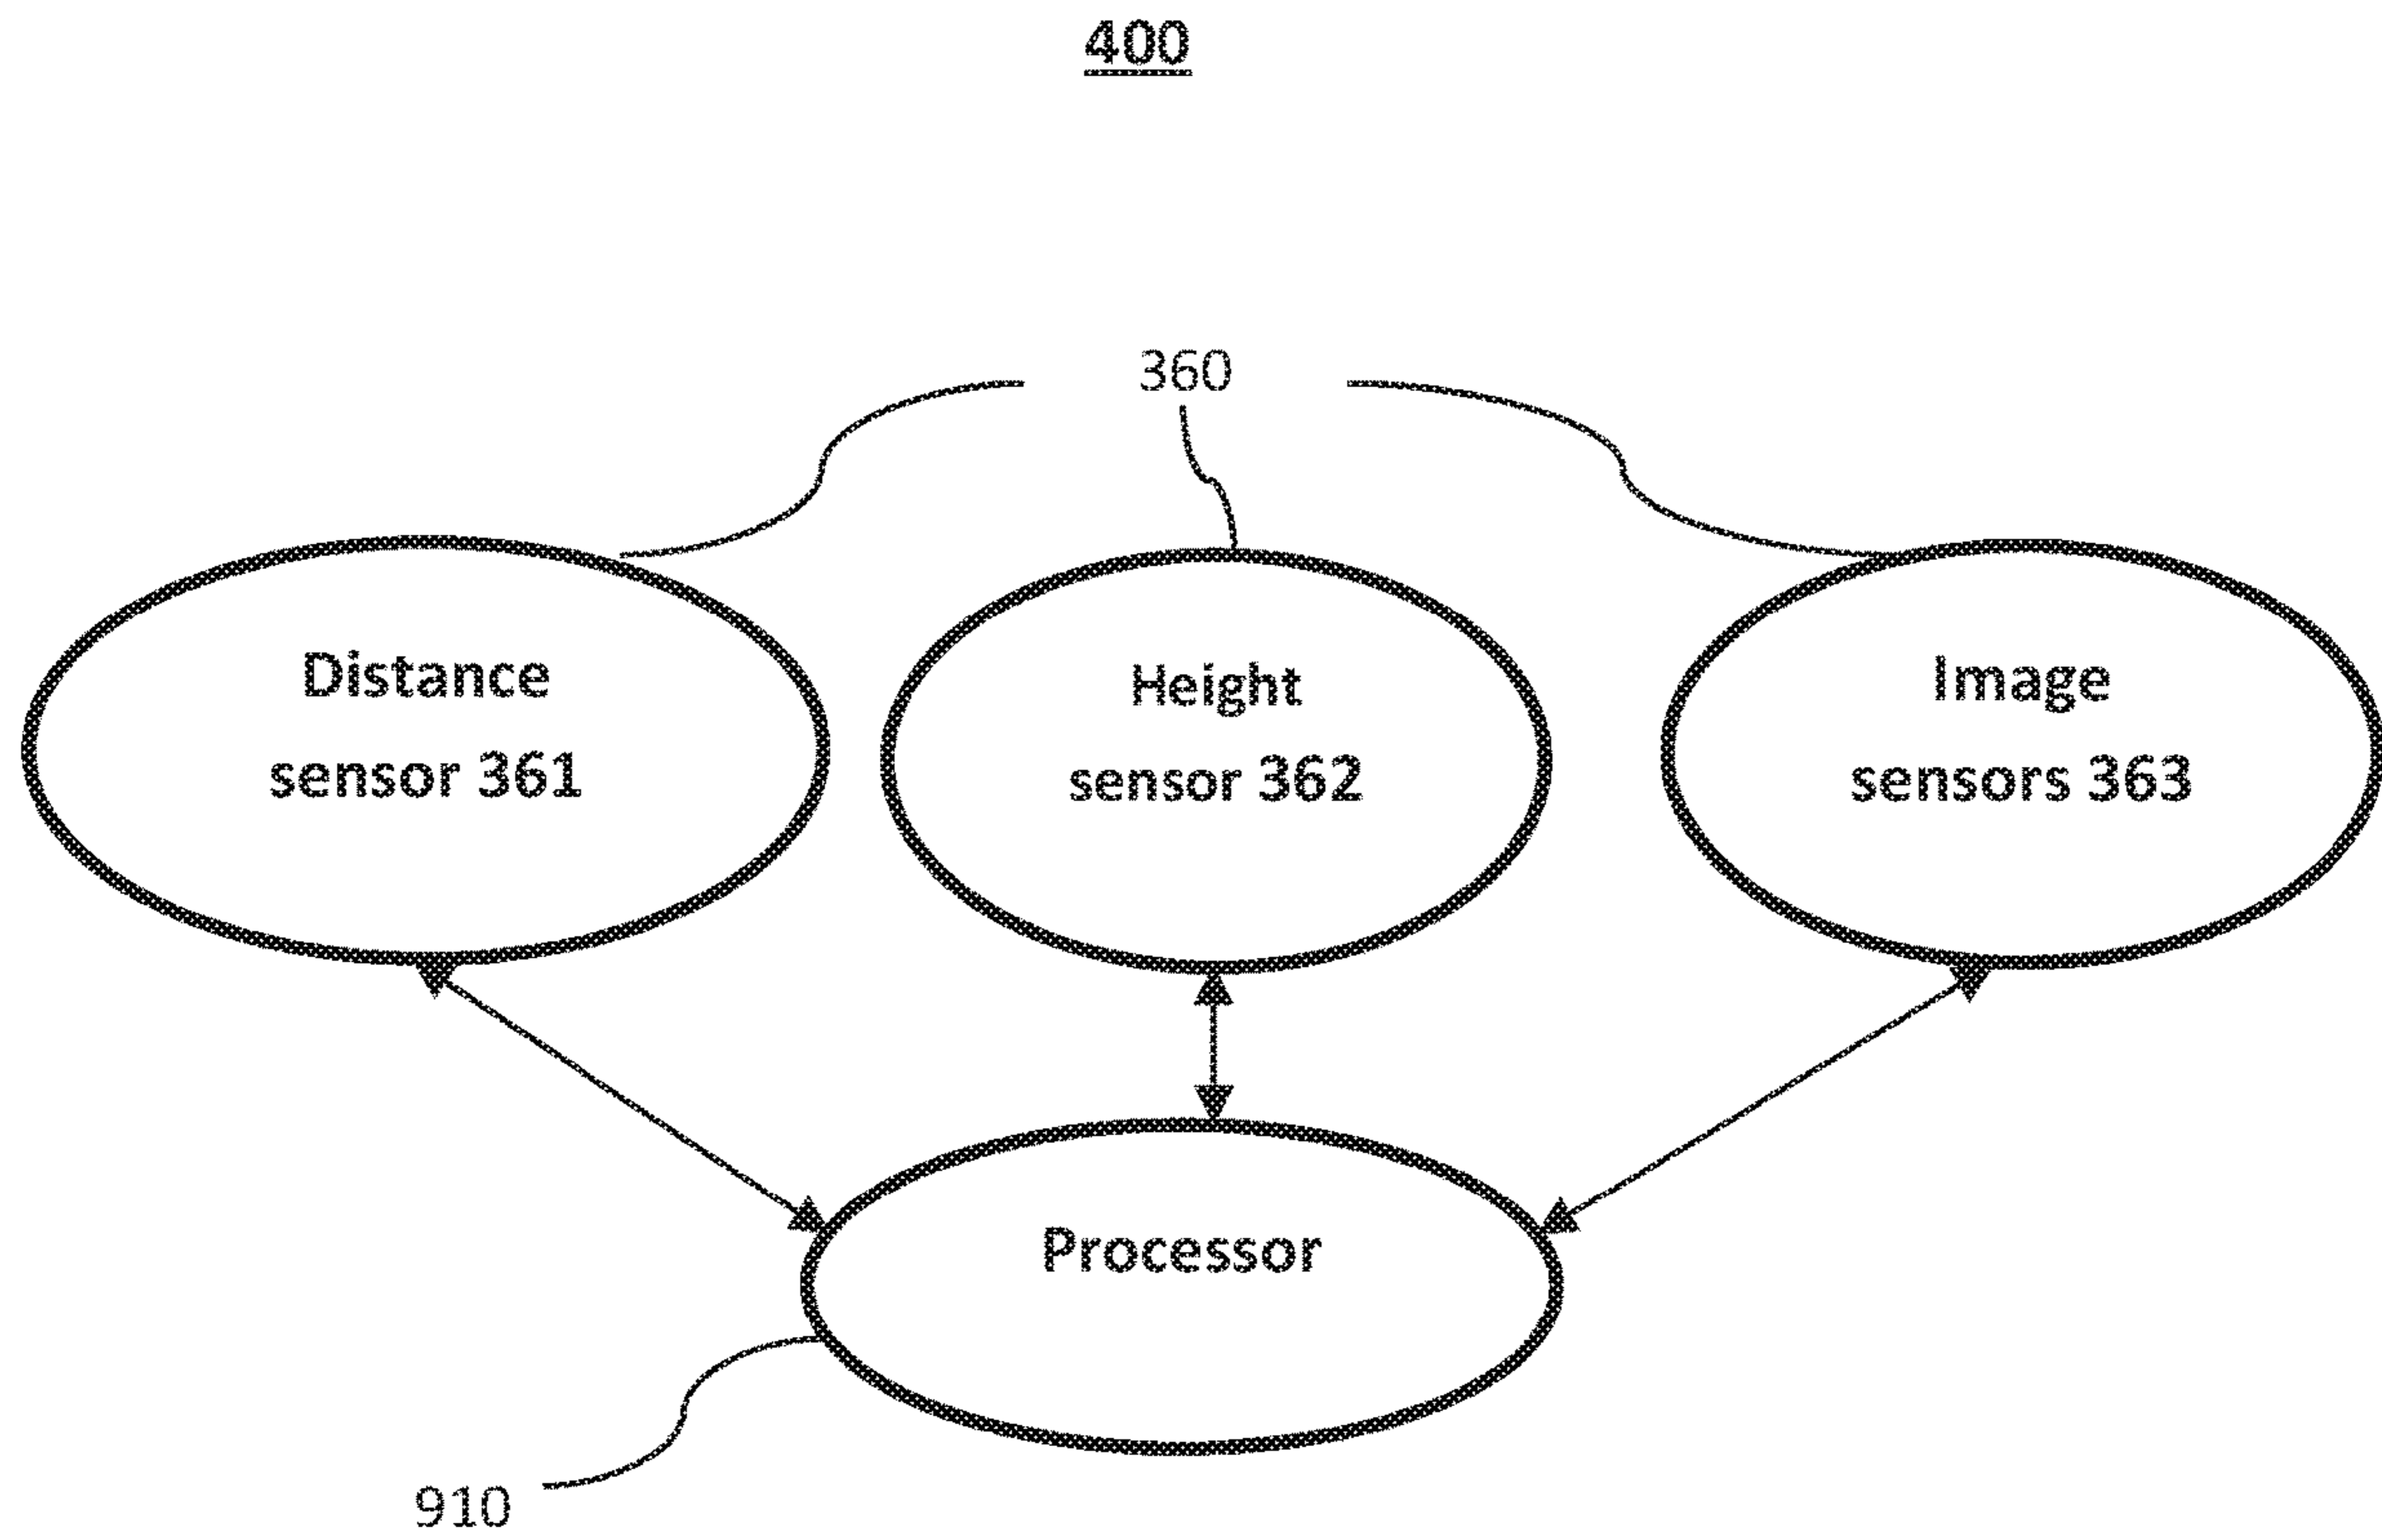 400
360
Distance
sensor 361
Height
sensor 362
Image
sensors 363
Processor
910